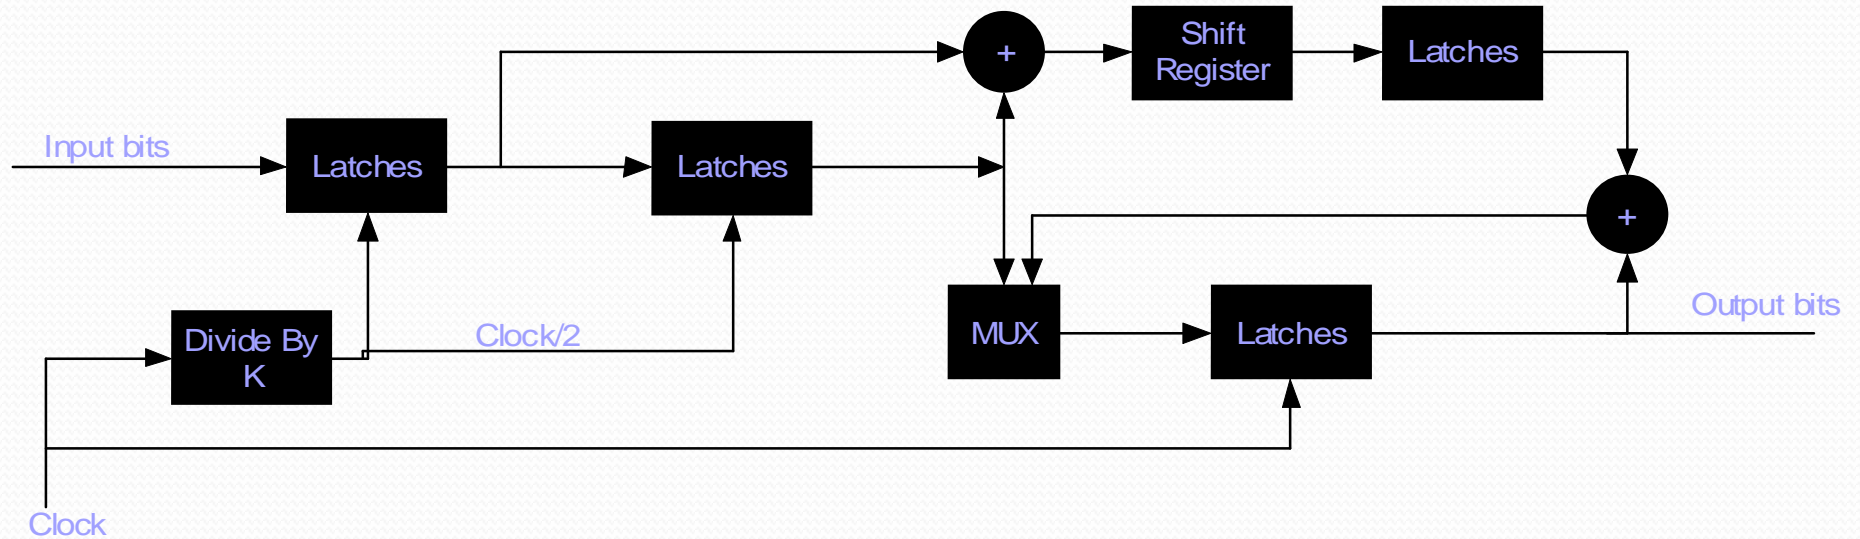 +
Shift
Register
Latches
Input bits
Latches
Latches
+
Divide By
K
Clock/2
MUX
Latches
Output bits
Clock